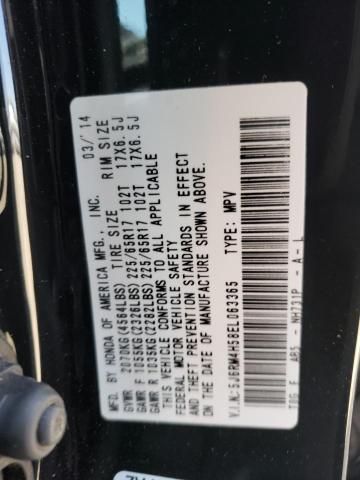 MFD. BY HONDA OF AMERICA MFG., INC. 03/14
TIRE SIZE RIM SIZE
GVWR 2070KG(4564LBS)
GAWR F 1055KG(2326LBS) 225/65R17 102T 17X6.5J
GAWR R 1035KG(2282LBS) 225/65R17 102T 17X6.5J
THIS VEHICLE CONFORMS TO ALL APPLICABLE
FEDERAL MOTOR VEHICLE SAFETY
AND THEFT PREVENTION STANDARDS IN EFFECT
ON THE DATE OF MANUFACTURE SHOWN ABOVE.
V.I.N.:5J6RM4H58EL063365 TYPE: MPV
T0G F AB5 NH731P - A - L